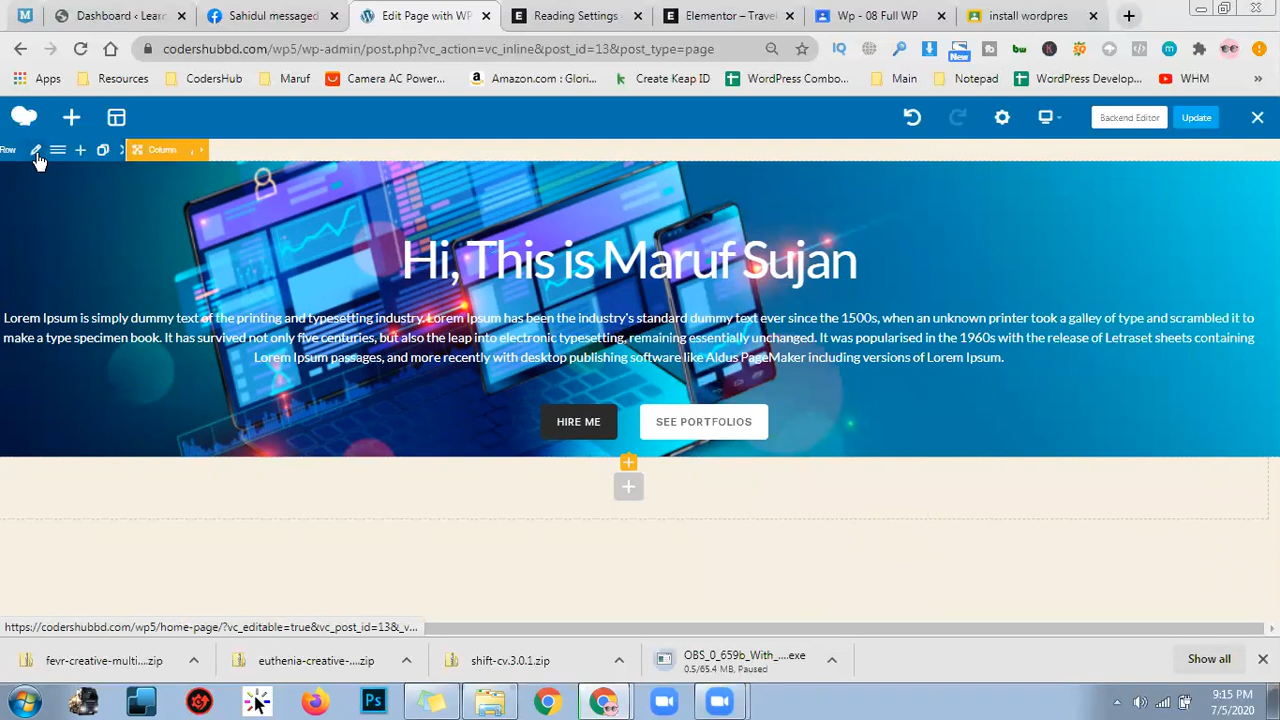 Dashboard ‹ Lear
Sahidul messaged
Edit Page with WP
Reading Settings
Elementor – Trave
Wp - 08 Full WP
install wordpres
codershubbd.com/wp5/wp-admin/post.php?vc_action=vc_inline&post_id=13&post_type=page
New
Apps
Resources
CodersHub
Maruf
Camera AC Power...
Amazon.com : Glori...
Create Keap ID
WordPress Combo...
Main
Notepad
WordPress Develop...
WHM
Backend Editor
Update
Row
Column
Hi, This is Maruf Sujan
Lorem Ipsum is simply dummy text of the printing and typesetting industry. Lorem Ipsum has been the industry's standard dummy text ever since the 1500s, when an unknown printer took a galley of type and scrambled it to
make a type specimen book. It has survived not only five centuries, but also the leap into electronic typesetting, remaining essentially unchanged. It was popularised in the 1960s with the release of Letraset sheets containing
Lorem Ipsum passages, and more recently with desktop publishing software like Aldus PageMaker including versions of Lorem Ipsum.
HIRE ME
SEE PORTFOLIOS
https://codershubbd.com/wp5/home-page/?vc_editable=true&vc_post_id=13&_v...
fevr-creative-multi....zip
euthenia-creative-....zip
shift-cv.3.0.1.zip
OBS_0_659b_With_....exe
0.5/65.4 MB, Paused
Show all
9:15 PM
7/5/2020